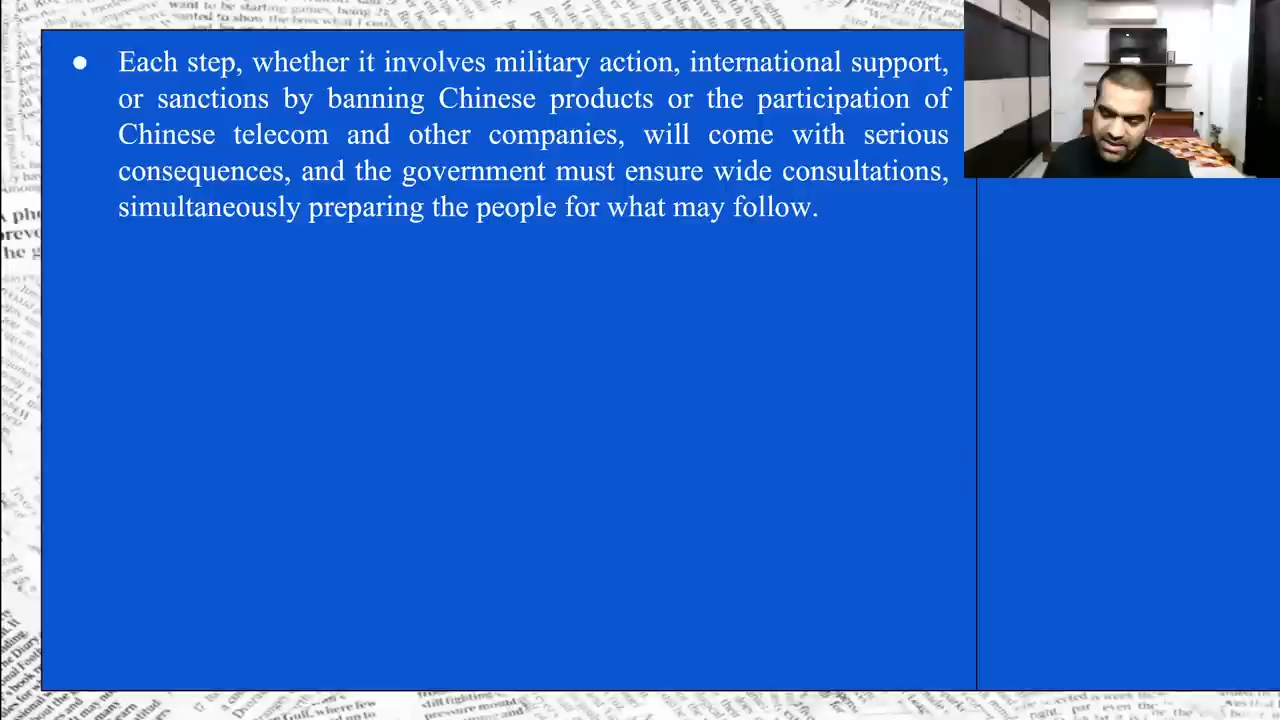 ● Each step, whether it involves military action, international support,
or sanctions by banning Chinese products or the participation of
Chinese telecom and other companies, will come with serious
consequences, and the government must ensure wide consultations,
simultaneously preparing the people for what may follow.